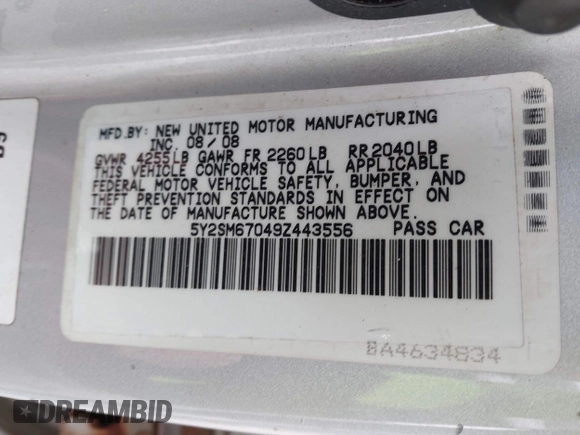 MFD.BY: NEW UNITED MOTOR MANUFACTURING
INC. 08/08
GVWR 4255LB GAWR FR 2260LB RR2040LB
THIS VEHICLE CONFORMS TO ALL APPLICABLE
FEDERAL MOTOR VEHICLE SAFETY, BUMPER, AND
THEFT PREVENTION STANDARDS IN EFFECT ON
THE DATE OF MANUFACTURE SHOWN ABOVE.
5Y2SM67049Z443556 PASS CAR
BA4634834
DREAMBID